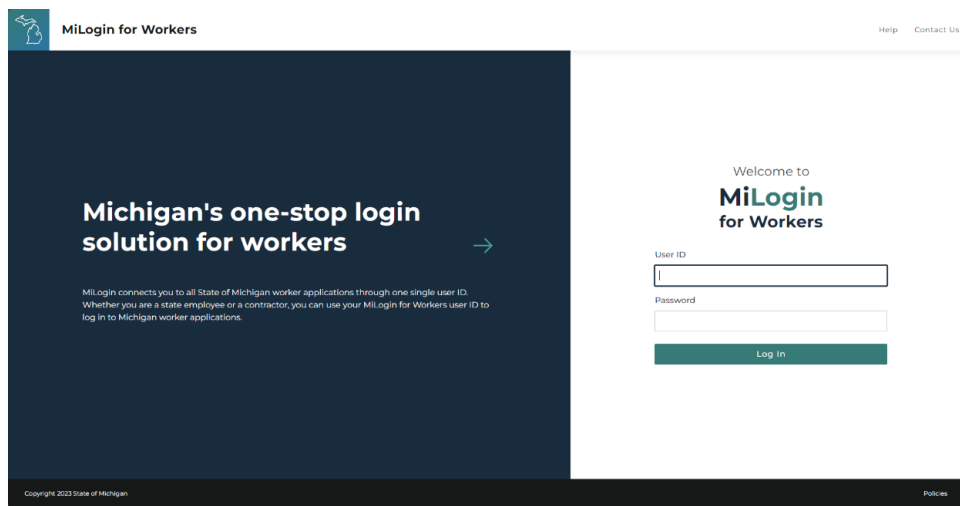 MiLogin for Workers
Help Contact Us
Michigan's one-stop login
solution for workers
MiLogin connects you to all State of Michigan worker applications through one single user ID.
Whether you are a state employee or a contractor, you can use your MiLogin for Workers user ID to
log in to Michigan worker applications.
Welcome to
MiLogin
for Workers
User ID
Password
Log In
Copyright 2023 State of Michigan
Policies